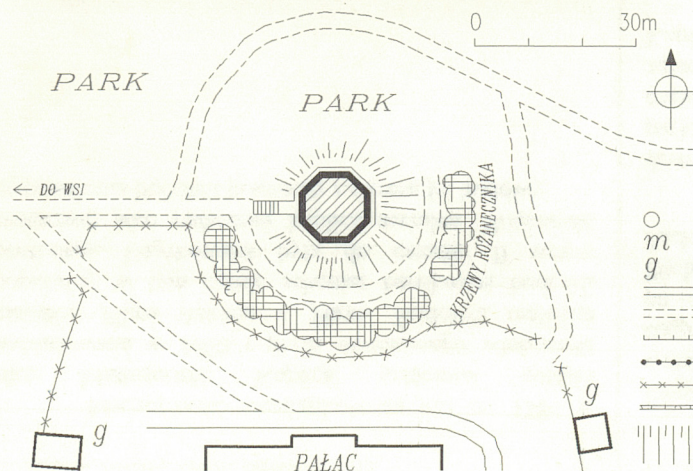 0 30m
PARK
PARK
← DO WSI
KRZEWY RÓŻANECZNIKA
m
g
g
g
PAŁAC